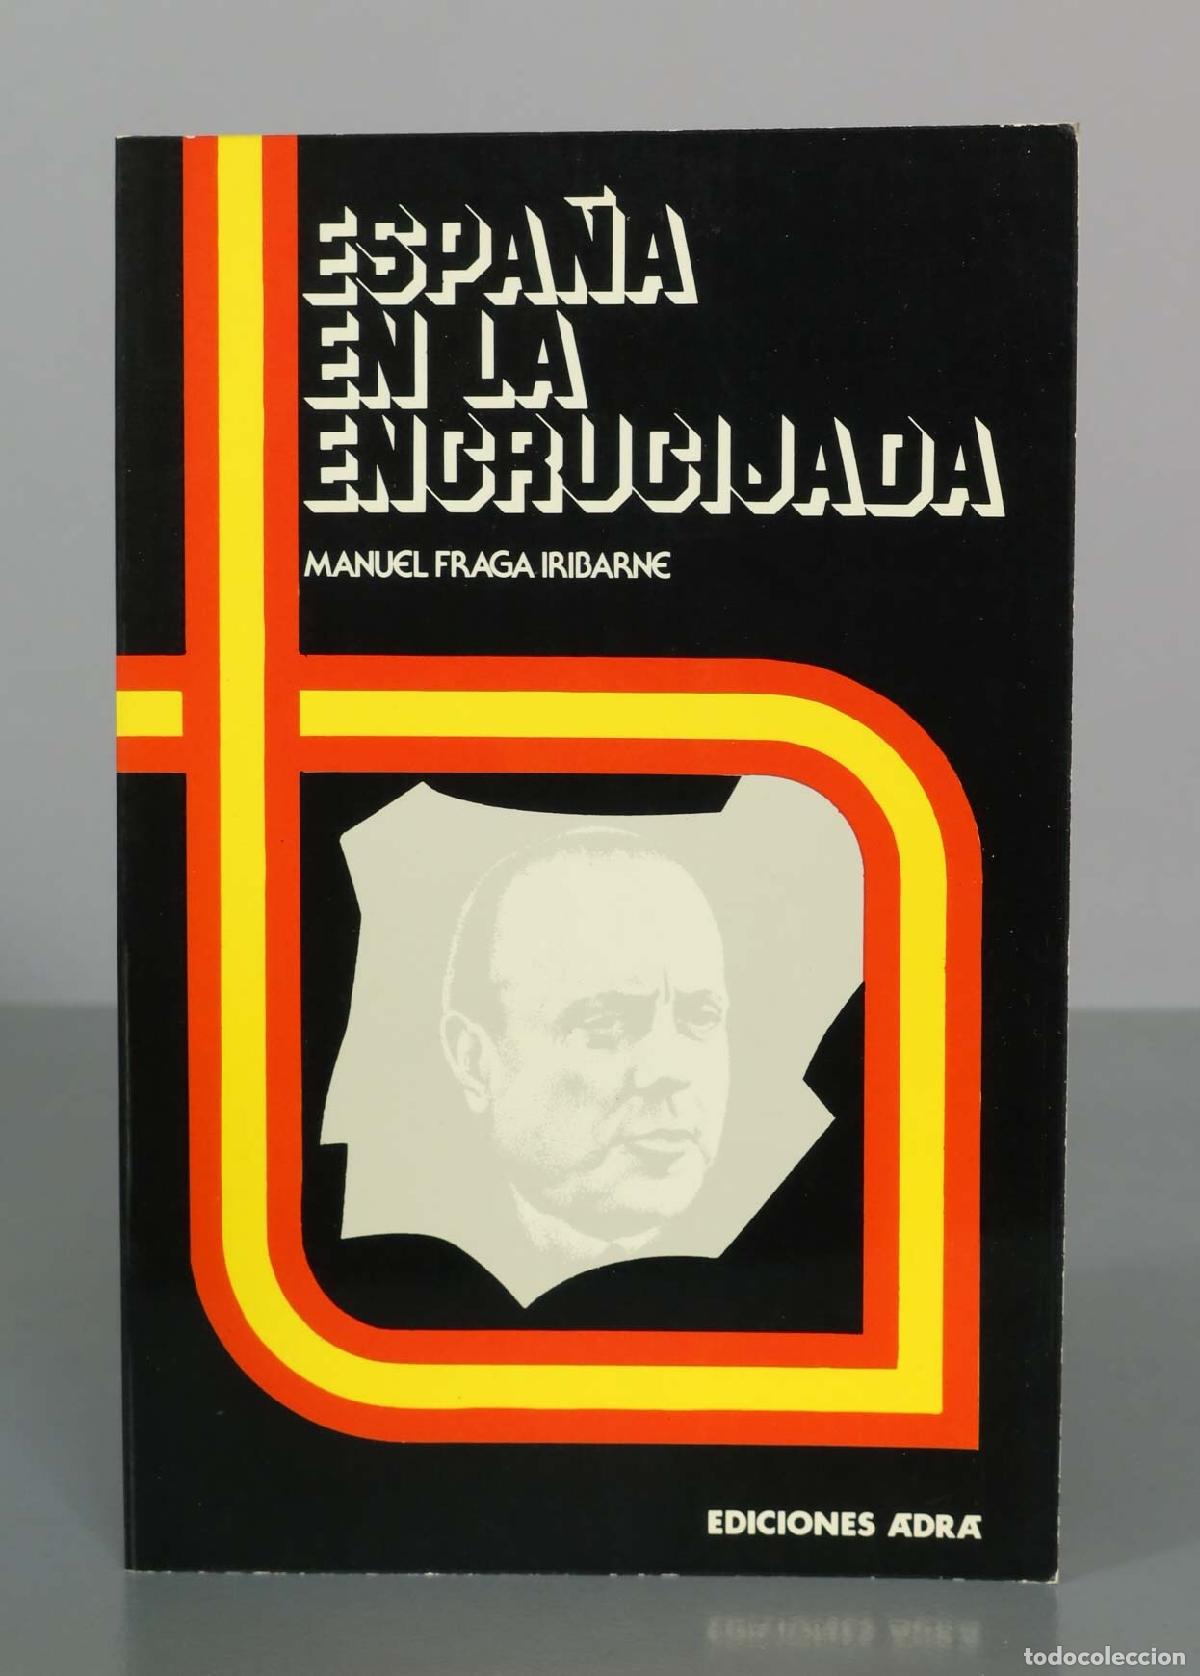 ESPAÑA
EN LA
ENCRUCIJADA
MANUEL FRAGA IRIBARNE
EDICIONES ADRA
todocoleccion